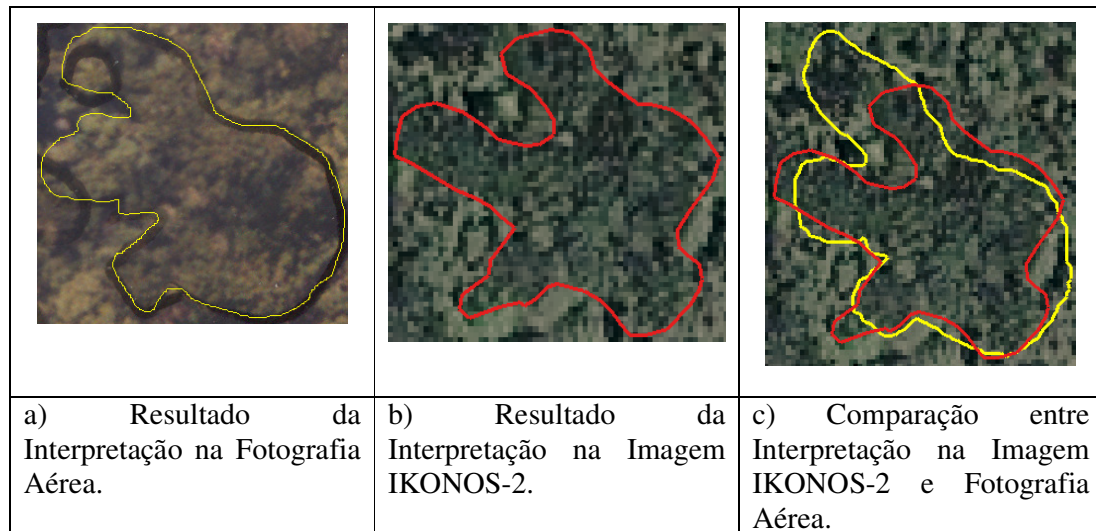 a) Resultado da
Interpretação na Fotografia
Aérea.
b) Resultado da
Interpretação na Imagem
IKONOS-2.
c) Comparação entre
Interpretação na Imagem
IKONOS-2 e Fotografia
Aérea.